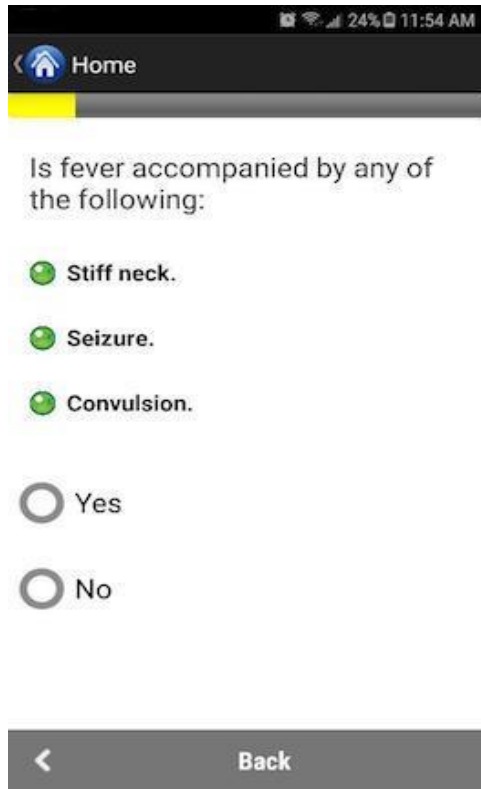 24% 11:54 AM
Home
Is fever accompanied by any of
the following:
Stiff neck.
Seizure.
Convulsion.
Yes
No
Back